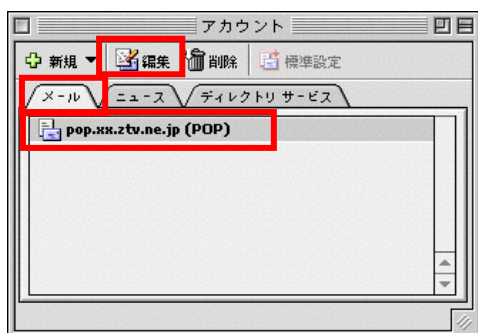 アカウント
新規 編集 削除 標準設定
メール ニュース ディレクトリ サービス
pop.xx.ztv.ne.jp (POP)